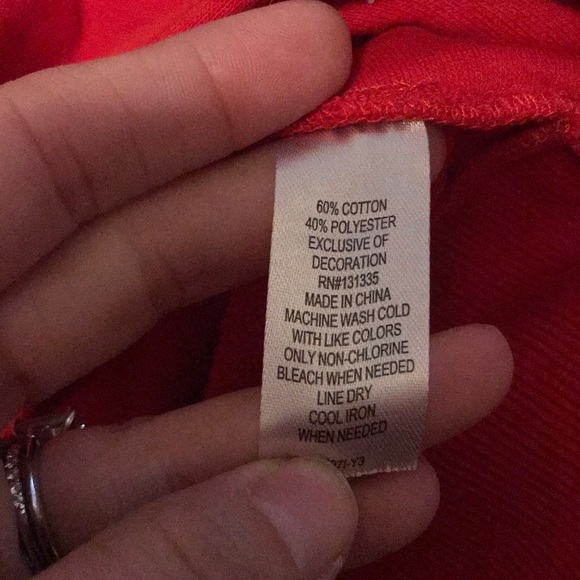 60% COTTON
40% POLYESTER
EXCLUSIVE OF
DECORATION
RN#131335
MADE IN CHINA
MACHINE WASH COLD
WITH LIKE COLORS
ONLY NON-CHLORINE
BLEACH WHEN NEEDED
LINE DRY
COOL IRON
WHEN NEEDED